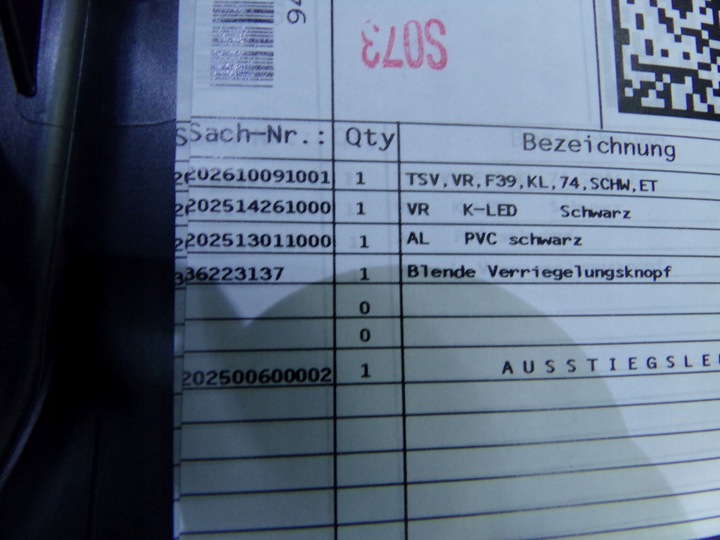 94
S073
Sach-Nr.: Qty Bezeichnung
202610091001 1 TSV,VR,F39,KL,74,SCHW,ET
202514261000 1 VR K-LED Schwarz
202513011000 1 AL PVC schwarz
36223137 1 Blende Verriegelungsknopf
0
0
202500600002 1 AUSSTIEGSLE